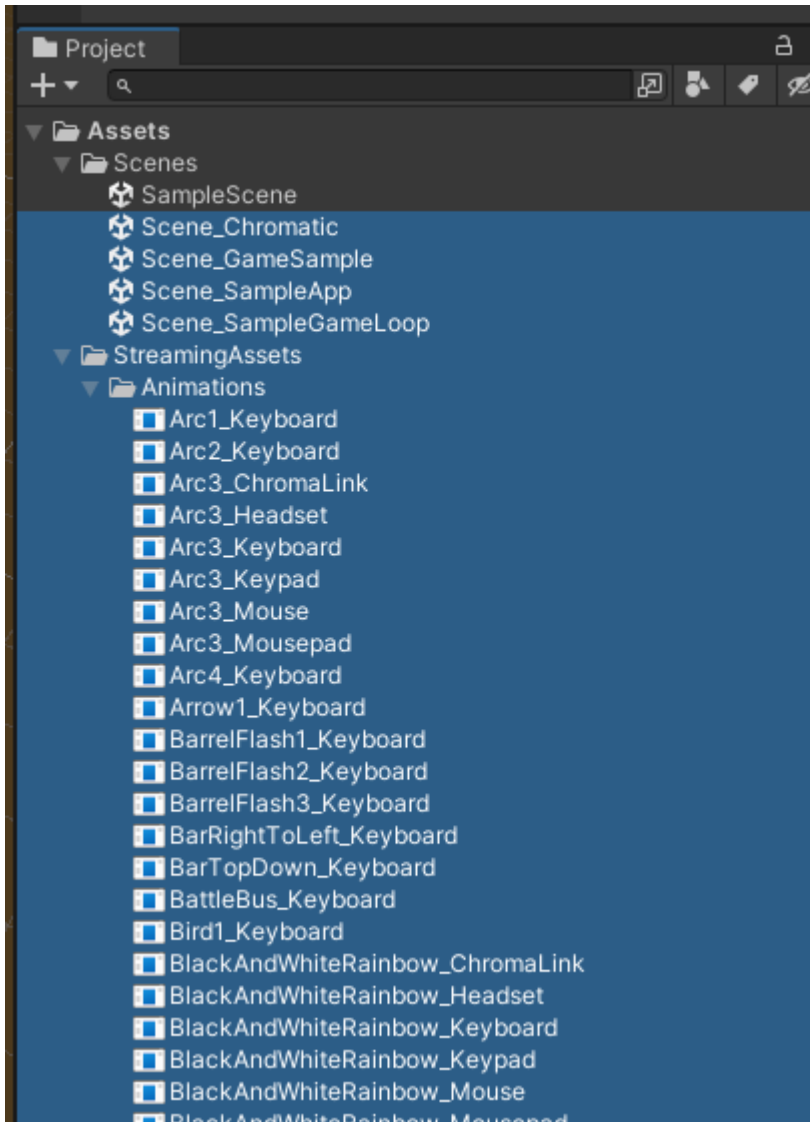 Project
Assets
Scenes
SampleScene
Scene_Chromatic
Scene_GameSample
Scene_SampleApp
Scene_SampleGameLoop
StreamingAssets
Animations
Arc1_Keyboard
Arc2_Keyboard
Arc3_ChromaLink
Arc3_Headset
Arc3_Keyboard
Arc3_Keypad
Arc3_Mouse
Arc3_Mousepad
Arc4_Keyboard
Arrow1_Keyboard
BarrelFlash1_Keyboard
BarrelFlash2_Keyboard
BarrelFlash3_Keyboard
BarRightToLeft_Keyboard
BarTopDown_Keyboard
BattleBus_Keyboard
Bird1_Keyboard
BlackAndWhiteRainbow_ChromaLink
BlackAndWhiteRainbow_Headset
BlackAndWhiteRainbow_Keyboard
BlackAndWhiteRainbow_Keypad
BlackAndWhiteRainbow_Mouse
BlackAndWhiteRainbow_Mousepad